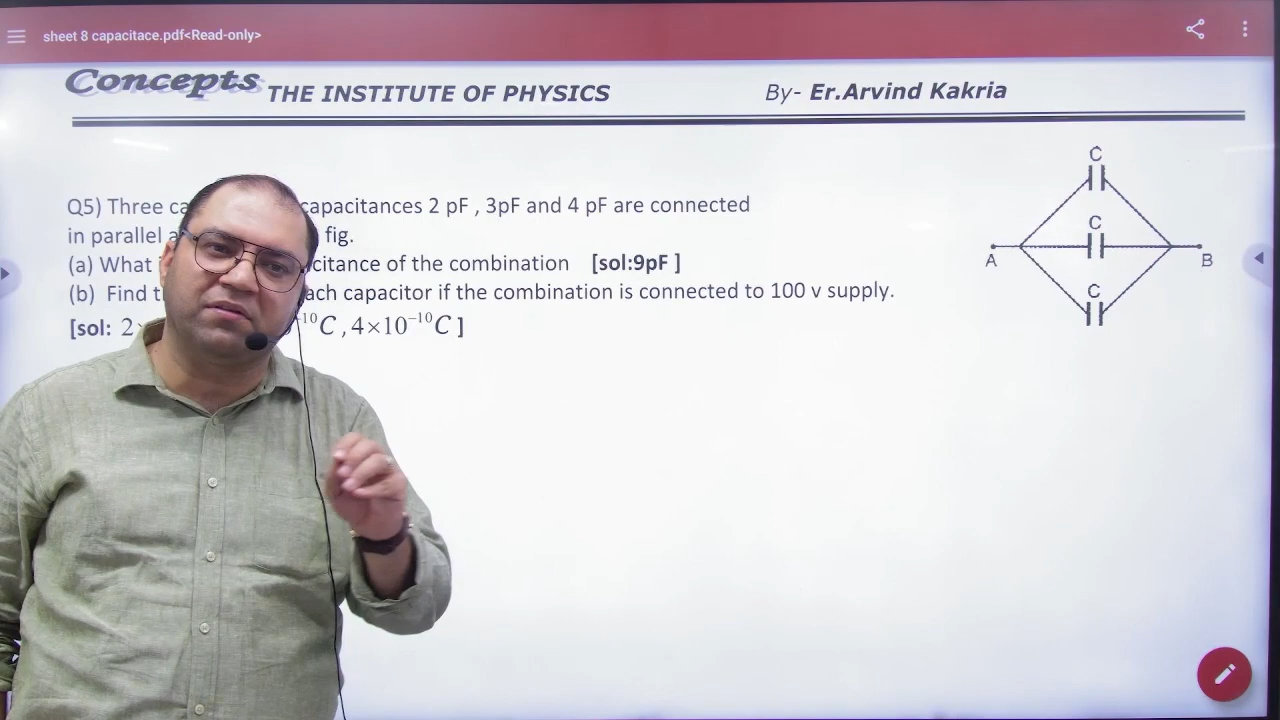 sheet 8 capacitace.pdf<Read-only>
Concepts THE INSTITUTE OF PHYSICS By- Er.Arvind Kakria
Q5) Three capacitances 2 pF , 3pF and 4 pF are connected
in parallel fig.
(a) What citance of the combination [sol:9pF ]
(b) Find ach capacitor if the combination is connected to 100 v supply.
[sol: 2× ⁻¹⁰C , 4×10⁻¹⁰C ]
C
C
A B
C